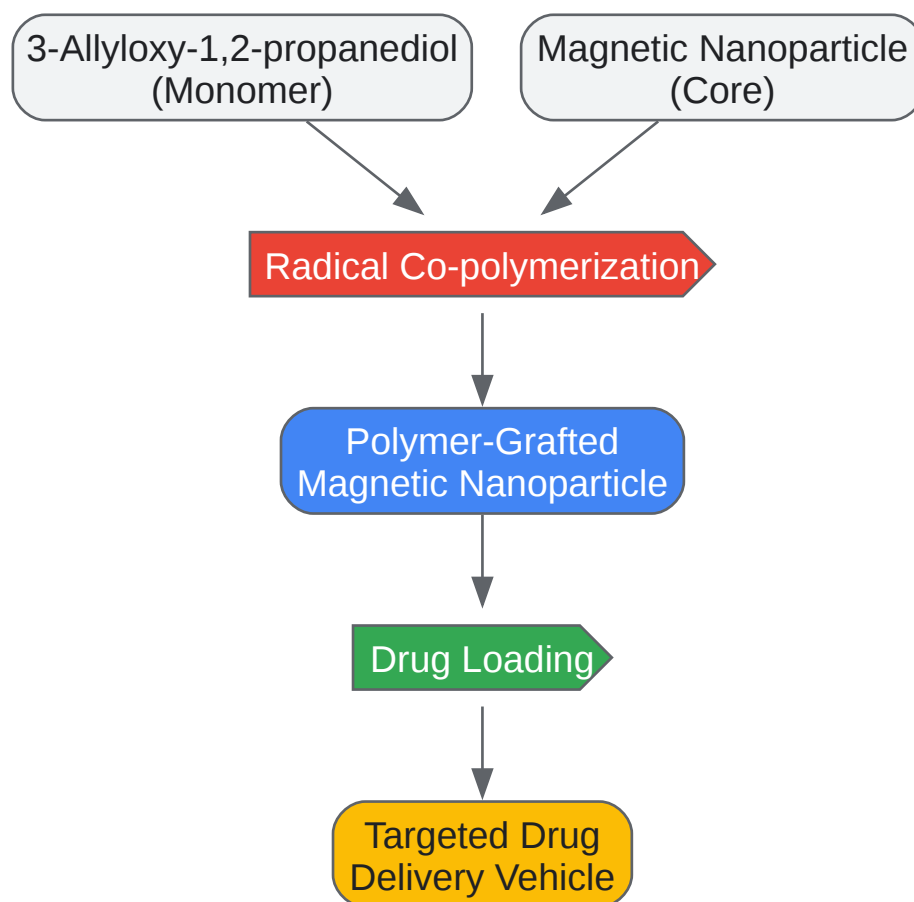 3-Allyloxy-1,2-propanediol
(Monomer)
Magnetic Nanoparticle
(Core)
Radical Co-polymerization
Polymer-Grafted
Magnetic Nanoparticle
Drug Loading
Targeted Drug
Delivery Vehicle